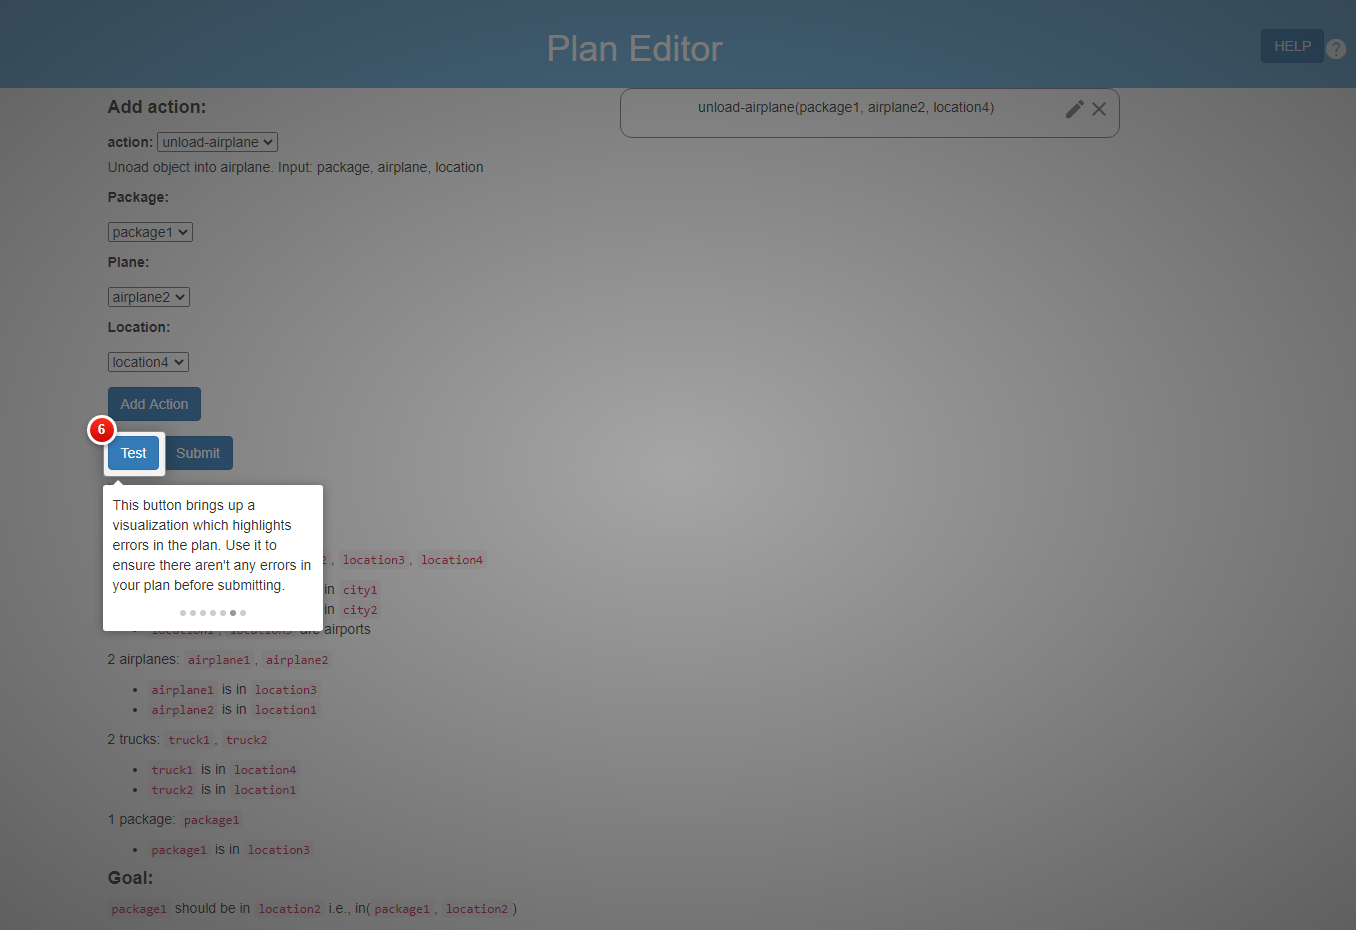 Plan Editor
HELP
?
Add action:
action: unload-airplane
Unoad object into airplane. Input: package, airplane, location
Package:
package1
Plane:
airplane2
Location:
location4
Add Action
6
Test
Submit
This button brings up a
visualization which highlights
errors in the plan. Use it to
ensure there aren't any errors in
your plan before submitting.
unload-airplane(package1, airplane2, location4)
, location3, location4
in city1
in city2
are airports
2 airplanes: airplane1, airplane2
• airplane1 is in location3
• airplane2 is in location1
2 trucks: truck1, truck2
• truck1 is in location4
• truck2 is in location1
1 package: package1
• package1 is in location3
Goal:
package1 should be in location2 i.e., in(package1, location2)